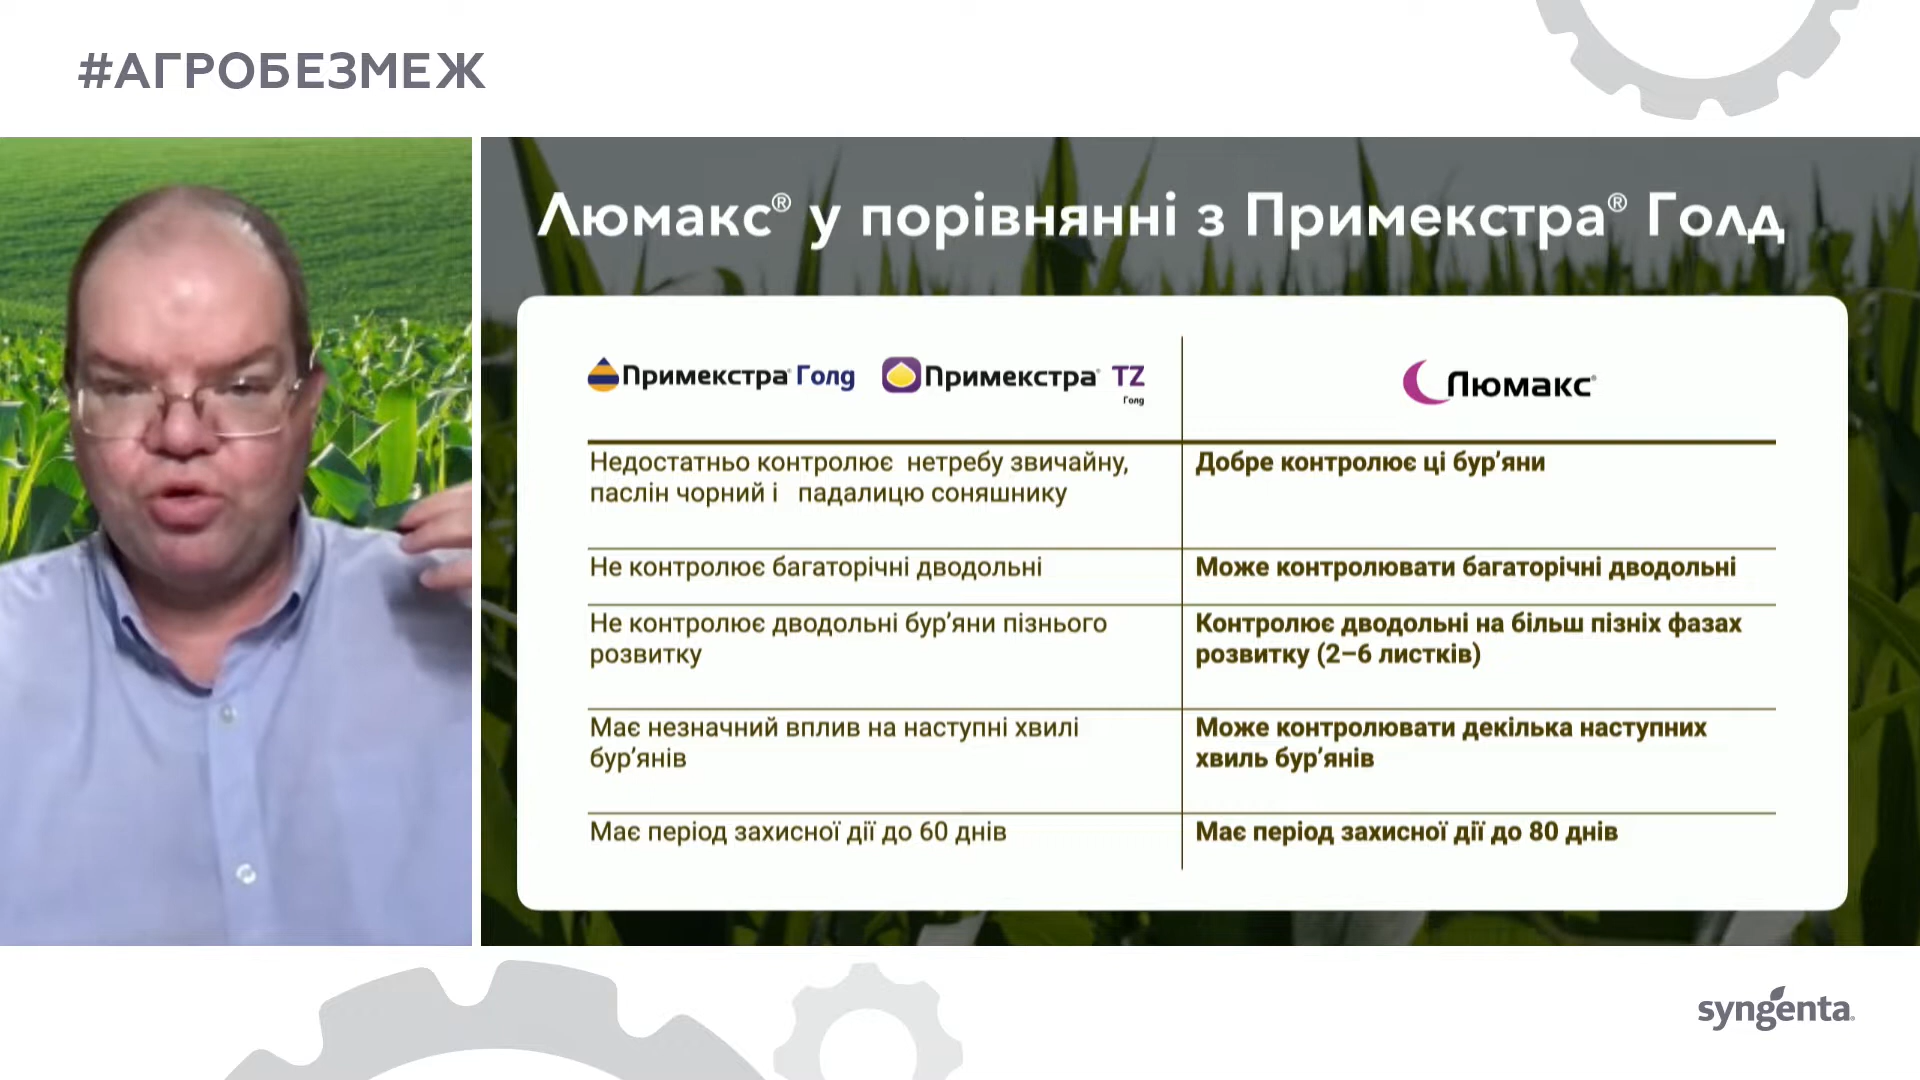 #АГРОБЕЗМЕЖ
Люмакс® у порівнянні з Примекстра® Голд
Примекстра® Голд
Примекстра® TZ
Голд
Люмакс®
Недостатньо контролює нетребу звичайну,
паслін чорний і падалицю соняшнику
Добре контролює ці бур’яни
Не контролює багаторічні дводольні
Може контролювати багаторічні дводольні
Не контролює дводольні бур’яни пізнього
розвитку
Контролює дводольні на більш пізніх фазах
розвитку (2–6 листків)
Має незначний вплив на наступні хвилі
бур’янів
Може контролювати декілька наступних
хвиль бур’янів
Має період захисної дії до 60 днів
Має період захисної дії до 80 днів
syngenta